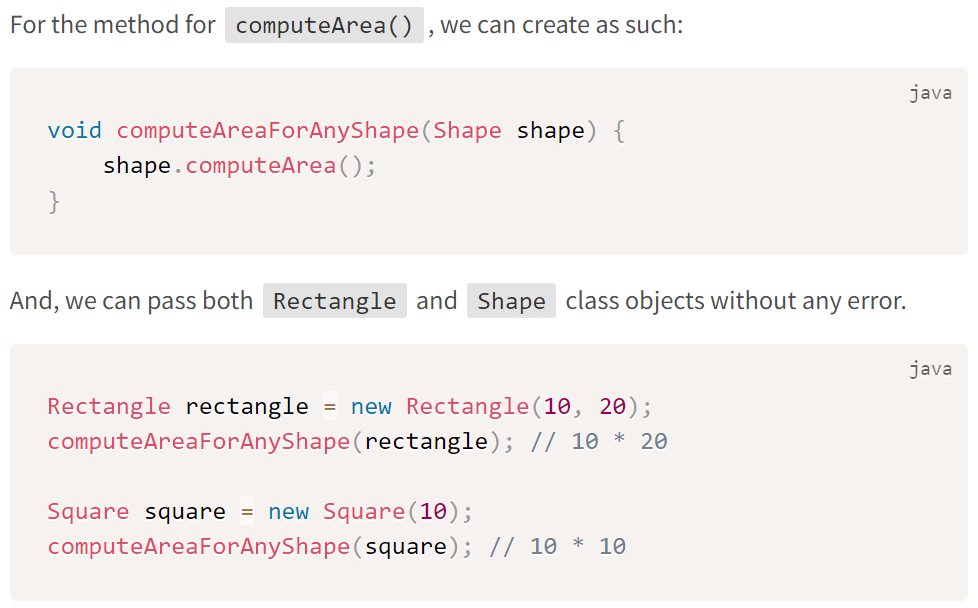 For the method for computeArea() , we can create as such:
java
void computeAreaForAnyShape(Shape shape) {
    shape.computeArea();
}
And, we can pass both Rectangle and Shape class objects without any error.
java
Rectangle rectangle = new Rectangle(10, 20);
computeAreaForAnyShape(rectangle); // 10 * 20
Square square = new Square(10);
computeAreaForAnyShape(square); // 10 * 10